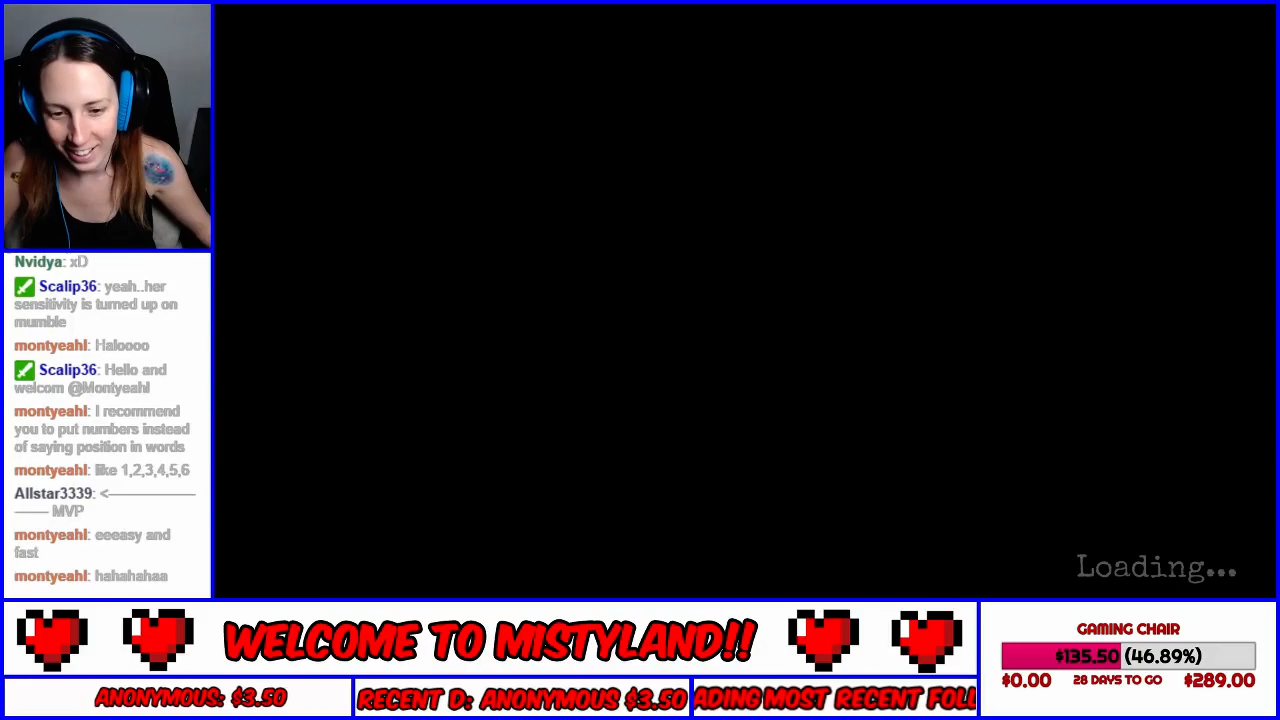 Nvidya: xD
Scalip36: yeah..her
sensitivity is turned up on
mumble
montyeahl: Haloooo
Scalip36: Hello and
welcom @Montyeahl
montyeahl: I recommend
you to put numbers instead
of saying position in words
montyeahl: like 1,2,3,4,5,6
Allstar3339: <——————
——— MVP
montyeahl: eeeasy and
fast
montyeahl: hahahahaa
Loading...
WELCOME TO MISTYLAND!!
GAMING CHAIR
$135.50 (46.89%)
$0.00 28 DAYS TO GO $289.00
ANONYMOUS: $3.50
RECENT D: ANONYMOUS $3.50
ADING MOST RECENT FOLL